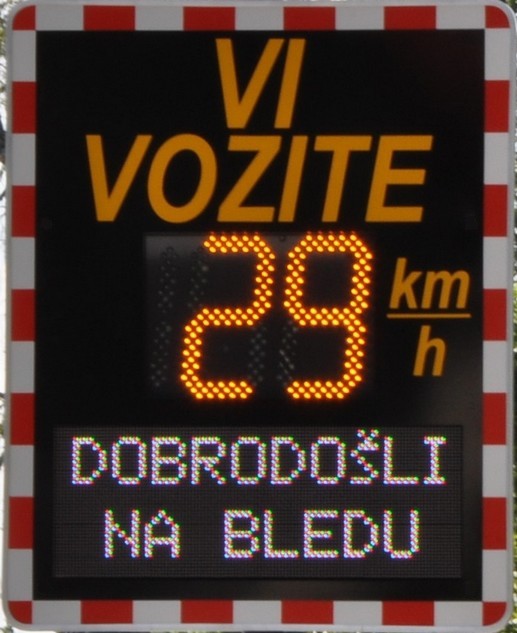 VI
VOZITE
29 km/h
DOBRODOŠLI
NA BLEDU